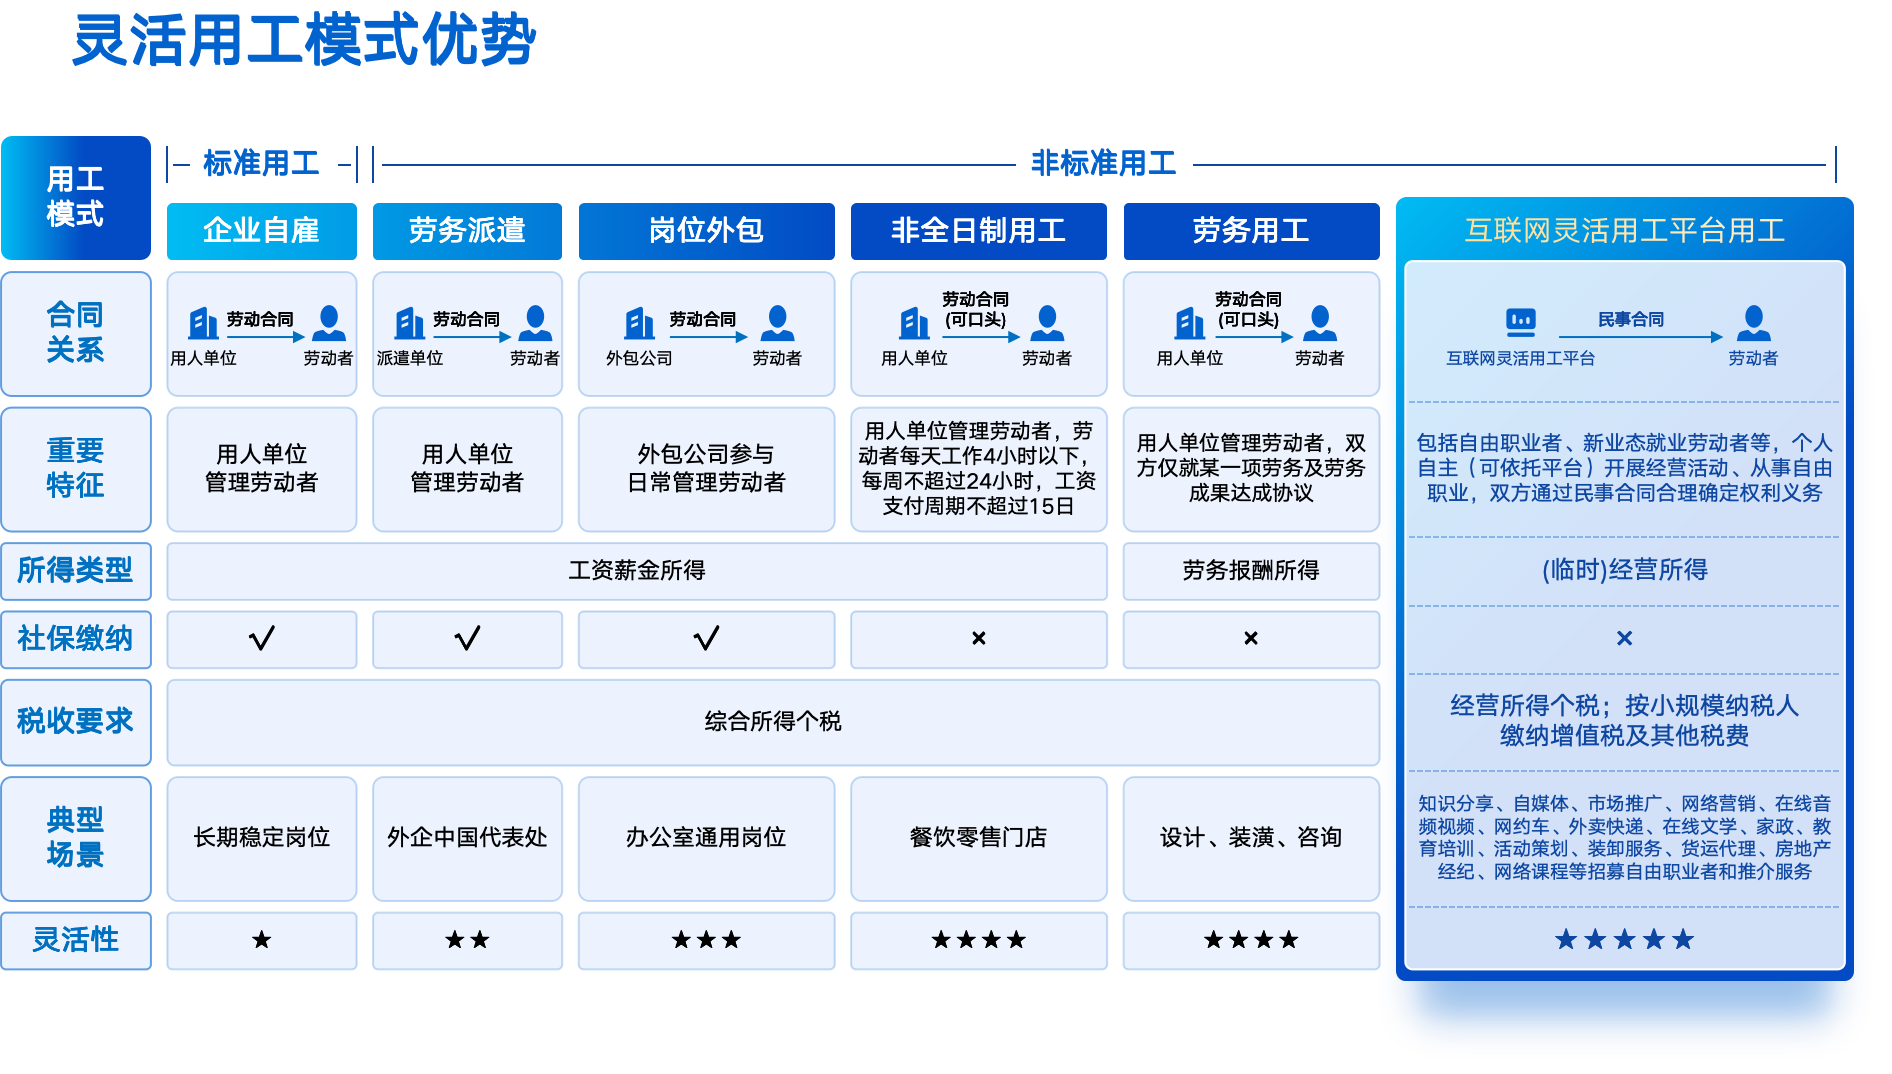 灵活用工模式优势
用工
模式
标准用工
非标准用工
企业自雇
劳务派遣
岗位外包
非全日制用工
劳务用工
互联网灵活用工平台用工
合同
关系
劳动合同
用人单位
劳动者
劳动合同
派遣单位
劳动者
劳动合同
外包公司
劳动者
劳动合同
(可口头)
用人单位
劳动者
劳动合同
(可口头)
用人单位
劳动者
民事合同
互联网灵活用工平台
劳动者
重要
特征
用人单位
管理劳动者
用人单位
管理劳动者
外包公司参与
日常管理劳动者
用人单位管理劳动者，劳
动者每天工作4小时以下，
每周不超过24小时，工资
支付周期不超过15日
用人单位管理劳动者，双
方仅就某一项劳务及劳务
成果达成协议
包括自由职业者、新业态就业劳动者等，个人
自主（可依托平台）开展经营活动、从事自由
职业，双方通过民事合同合理确定权利义务
所得类型
工资薪金所得
劳务报酬所得
(临时)经营所得
社保缴纳
√
√
√
×
×
×
税收要求
综合所得个税
经营所得个税；按小规模纳税人
缴纳增值税及其他税费
典型
场景
长期稳定岗位
外企中国代表处
办公室通用岗位
餐饮零售门店
设计、装潢、咨询
知识分享、自媒体、市场推广、网络营销、在线音
频视频、网约车、外卖快递、在线文学、家政、教
育培训、活动策划、装卸服务、货运代理、房地产
经纪、网络课程等招募自由职业者和推介服务
灵活性
★
★★
★★★
★★★★
★★★★
★★★★★